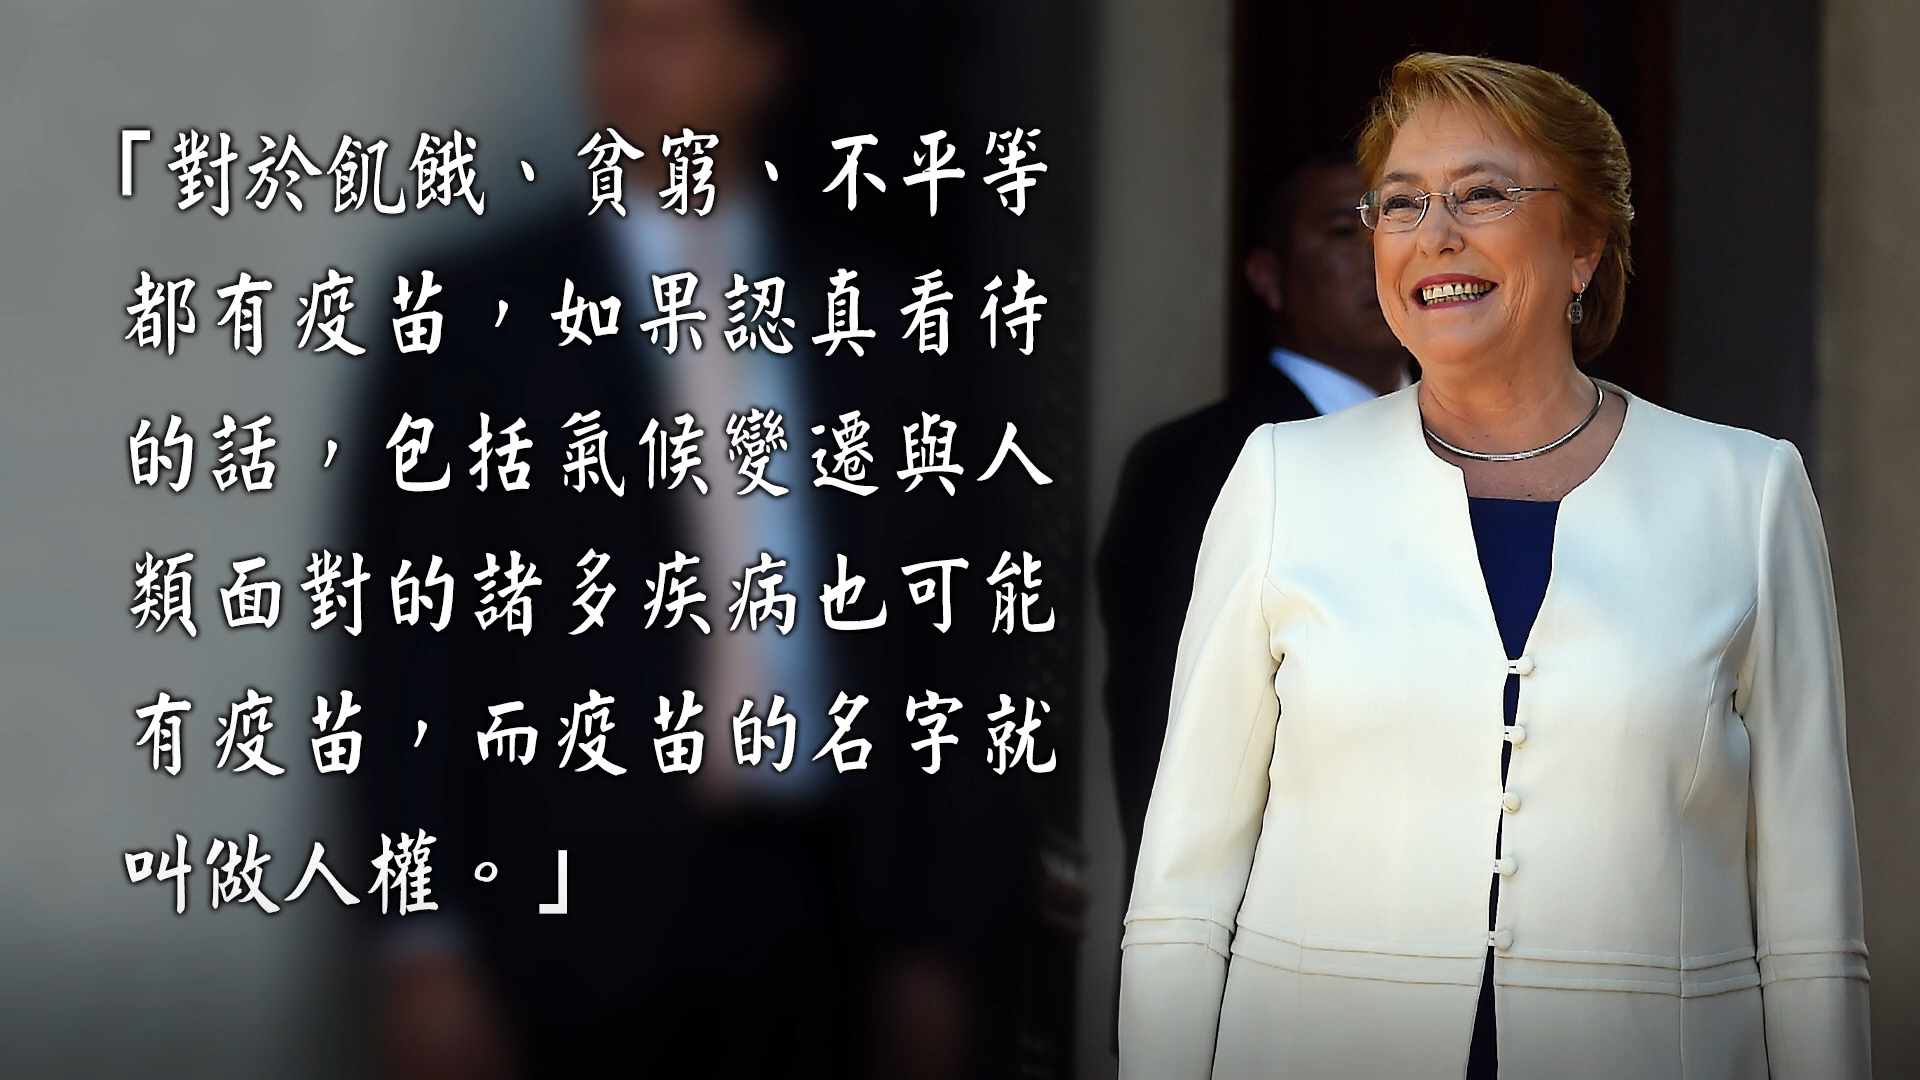 「對於飢餓、貧窮、不平等
都有疫苗，如果認真看待
的話，包括氣候變遷與人
類面對的諸多疾病也可能
有疫苗，而疫苗的名字就
叫做人權。」